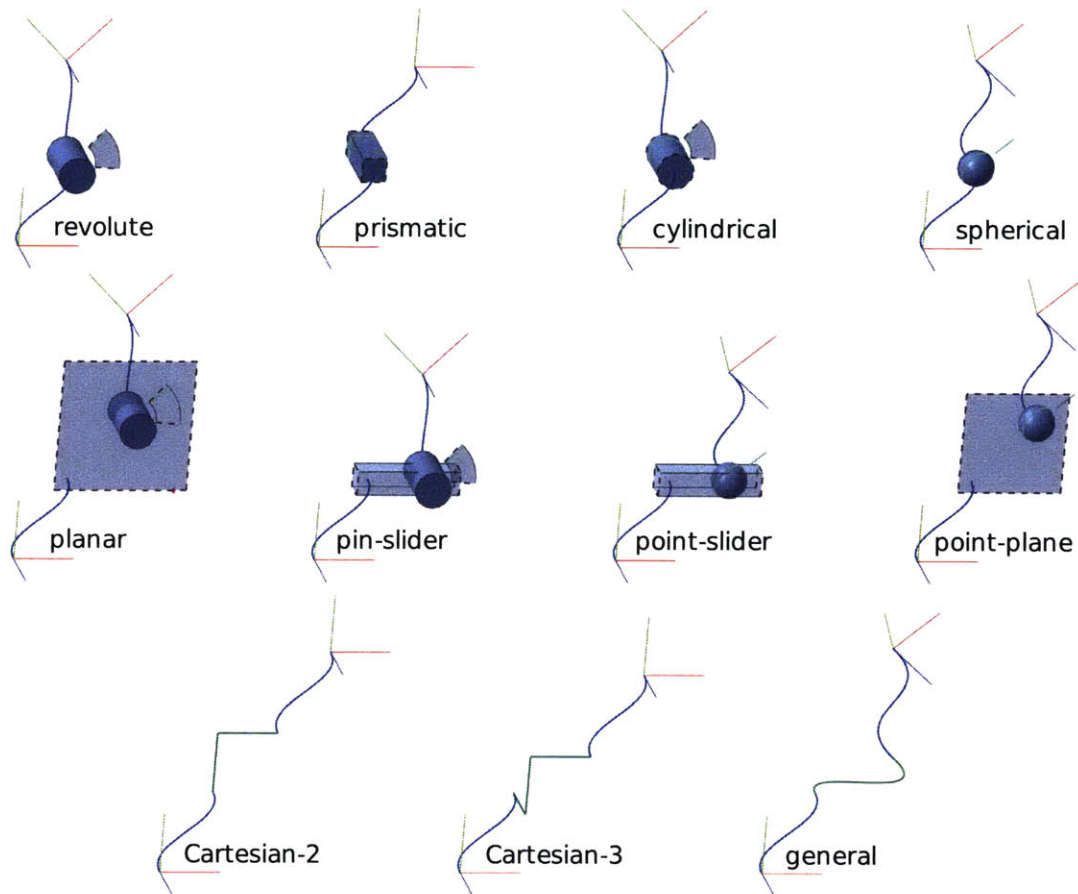 revolute
prismatic
cylindrical
spherical
planar
pin-slider
point-slider
point-plane
Cartesian-2
Cartesian-3
general